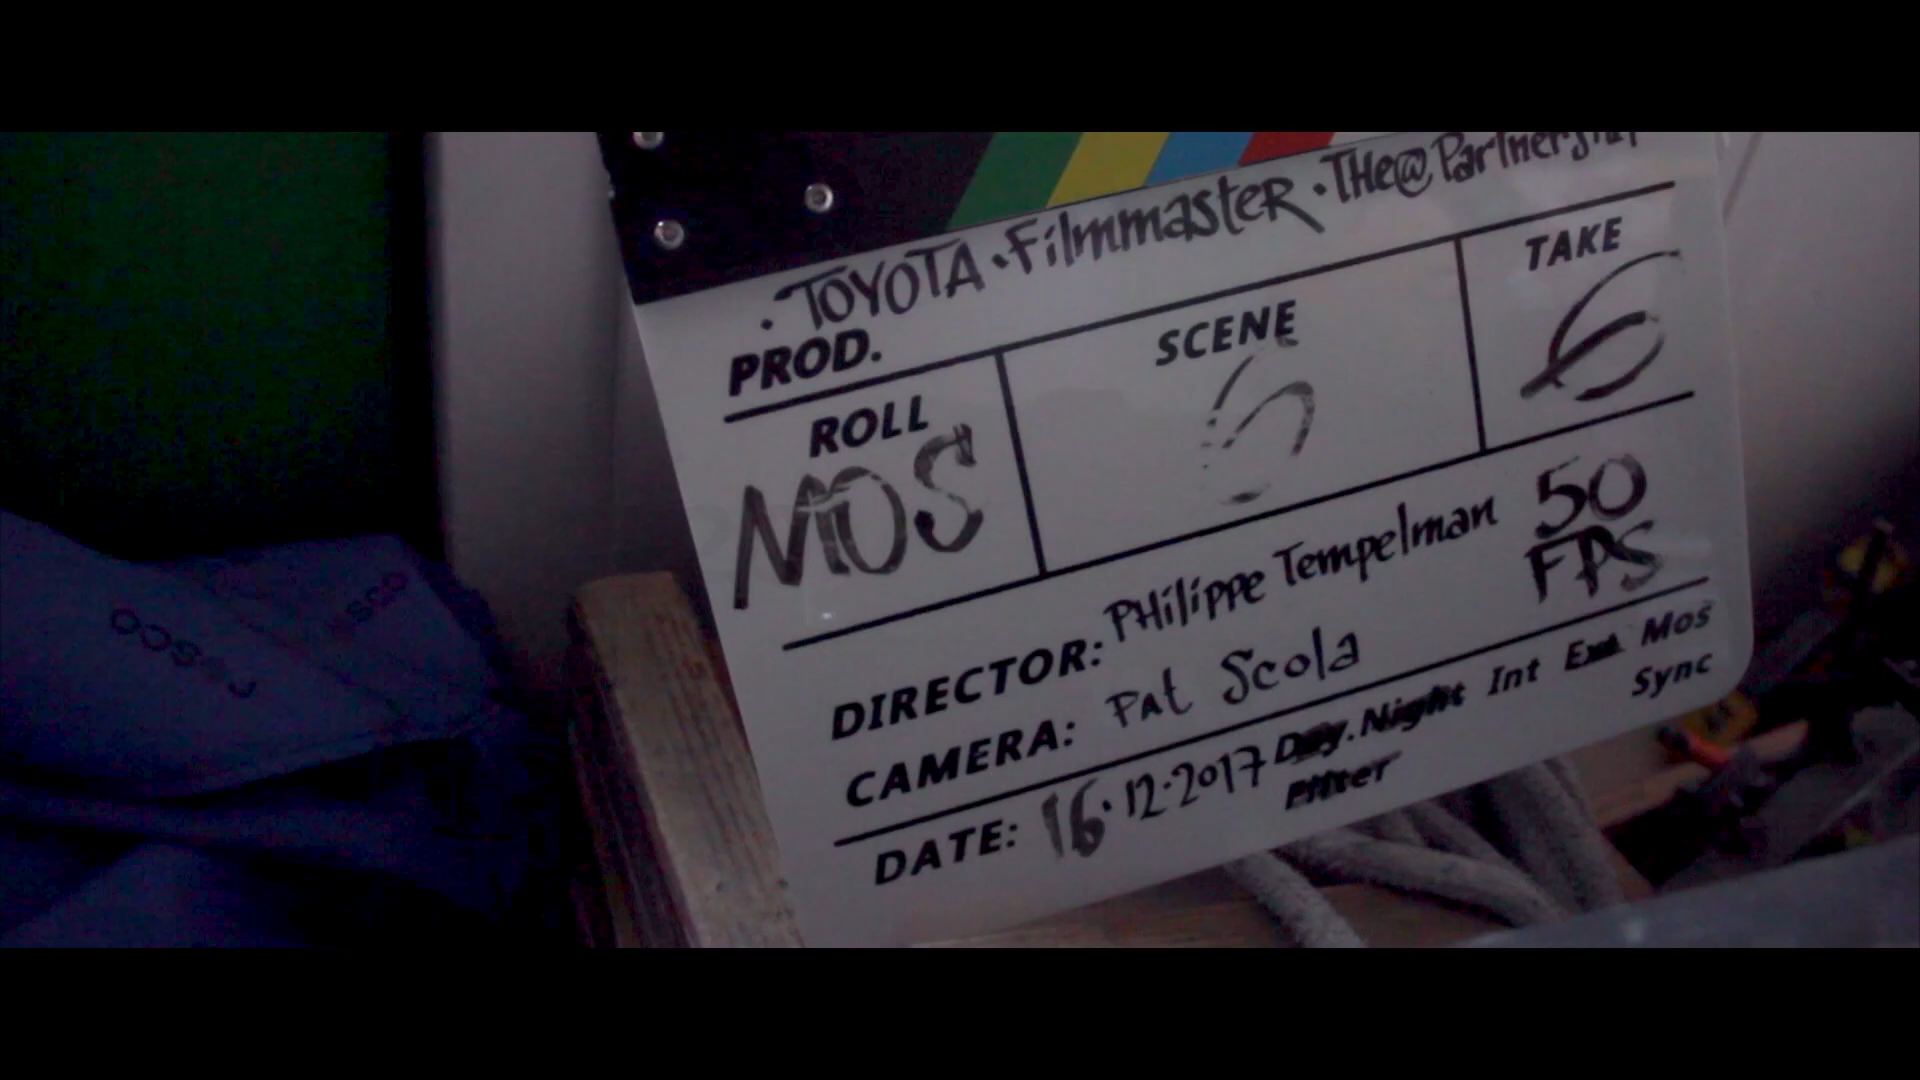 . TOYOTA . Filmmaster . THe@Partnership
PROD.
ROLL SCENE TAKE
MOS 6 6
DIRECTOR: PHilippe Tempelman 50 FPS
CAMERA: PAt Scola
DATE: 16.12.2017 Day.Night Int Ext Mos
Filter Sync